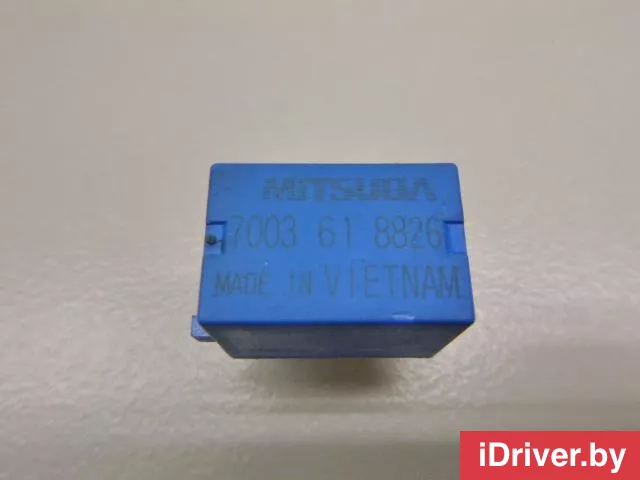 MITSUBA
7003 61 8826
MADE IN VIETNAM
iDriver.by